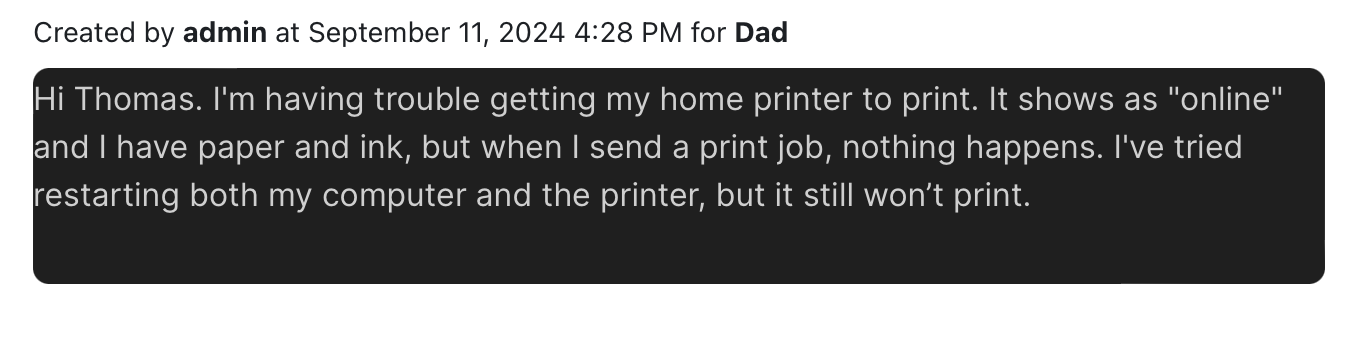 Created by admin at September 11, 2024 4:28 PM for Dad
Hi Thomas. I'm having trouble getting my home printer to print. It shows as "online"
and I have paper and ink, but when I send a print job, nothing happens. I've tried
restarting both my computer and the printer, but it still won’t print.